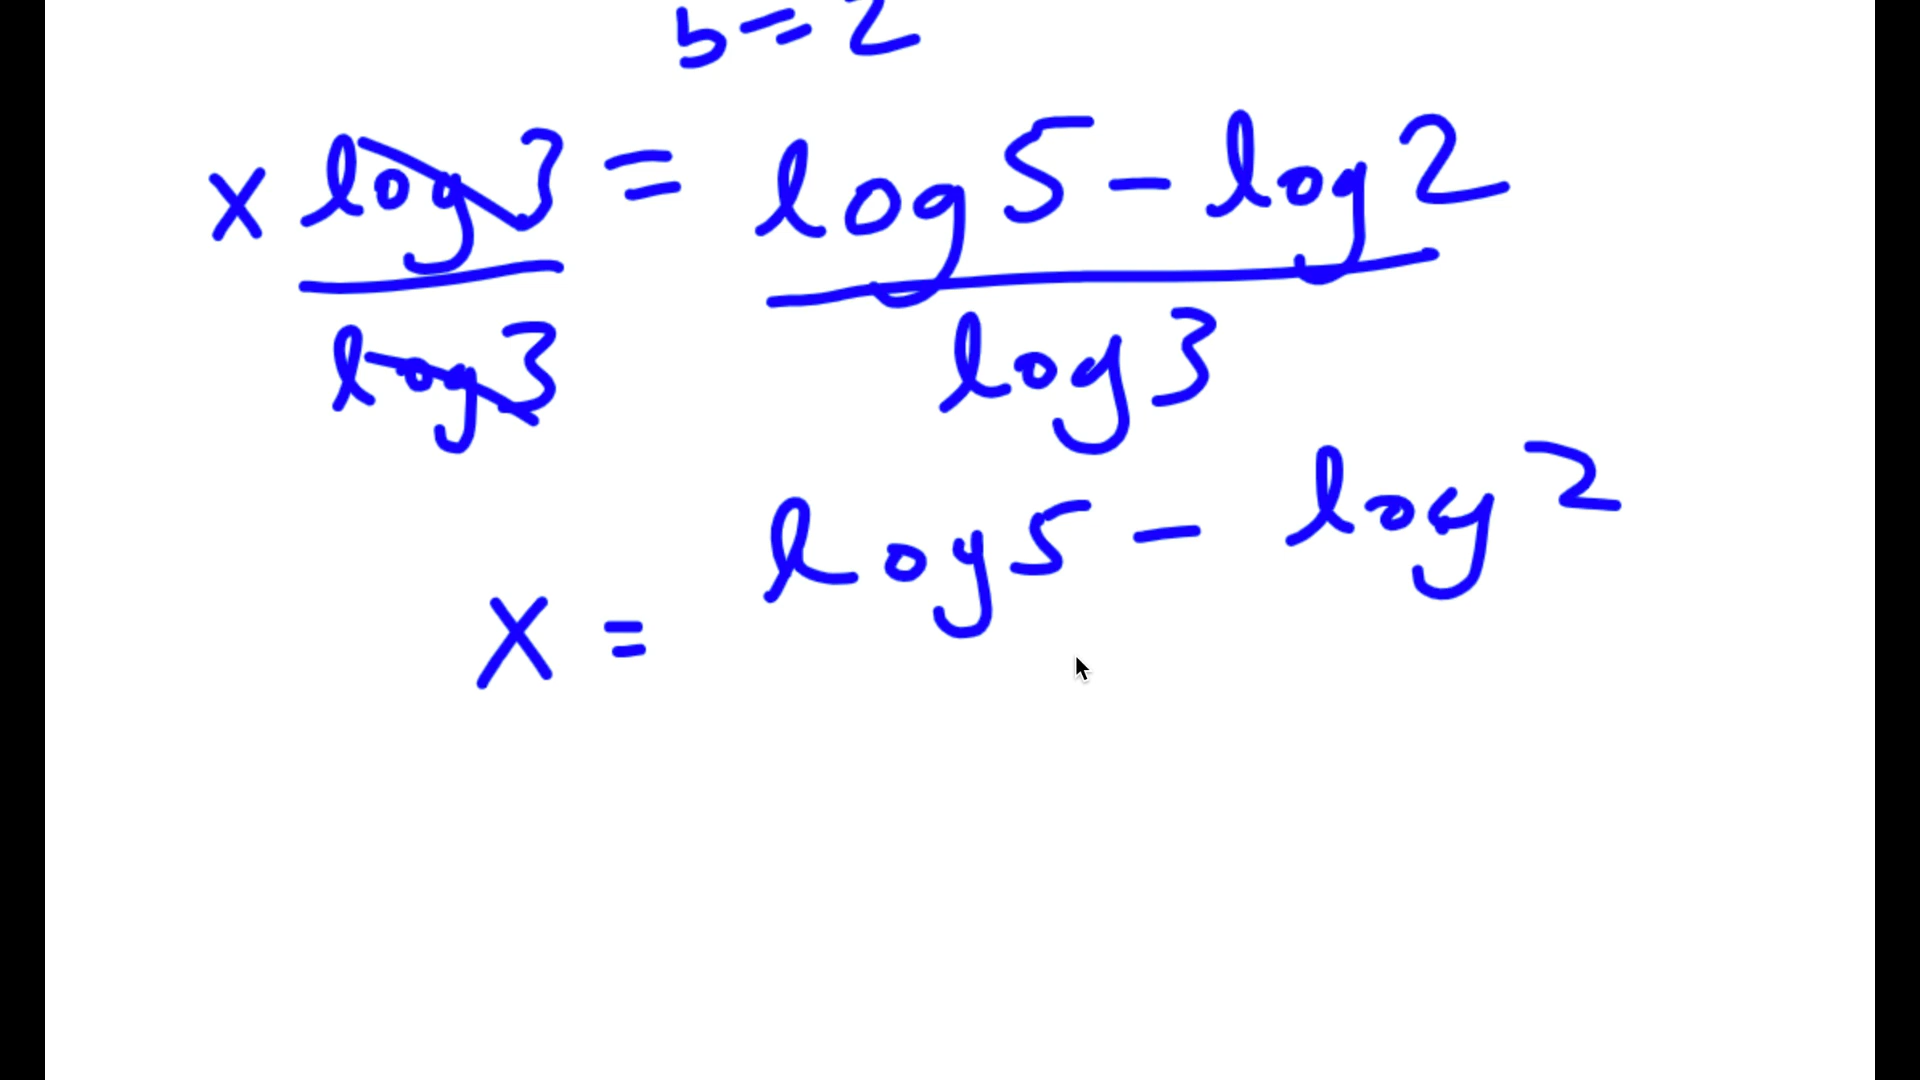 b = 2
x log 3 = log 5 - log 2
log 3 log 3
x = log 5 - log 2